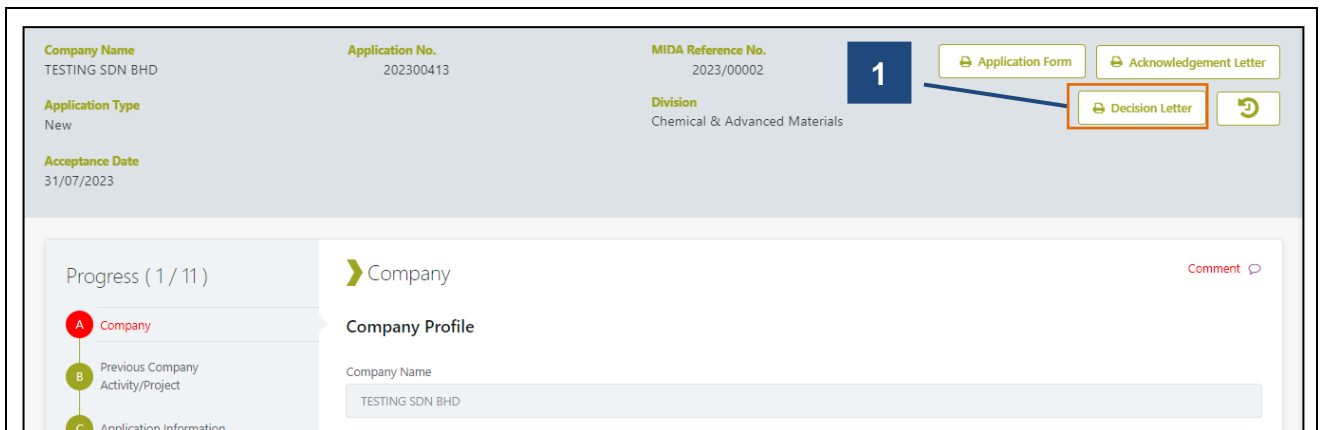 Company Name
TESTING SDN BHD
Application No.
202300413
MIDA Reference No.
2023/00002
1
Application Form
Acknowledgement Letter
Application Type
New
Division
Chemical & Advanced Materials
Decision Letter
Acceptance Date
31/07/2023
Progress ( 1 / 11 )
A Company
B Previous Company
Activity/Project
C Application Information
Company
Comment
Company Profile
Company Name
TESTING SDN BHD